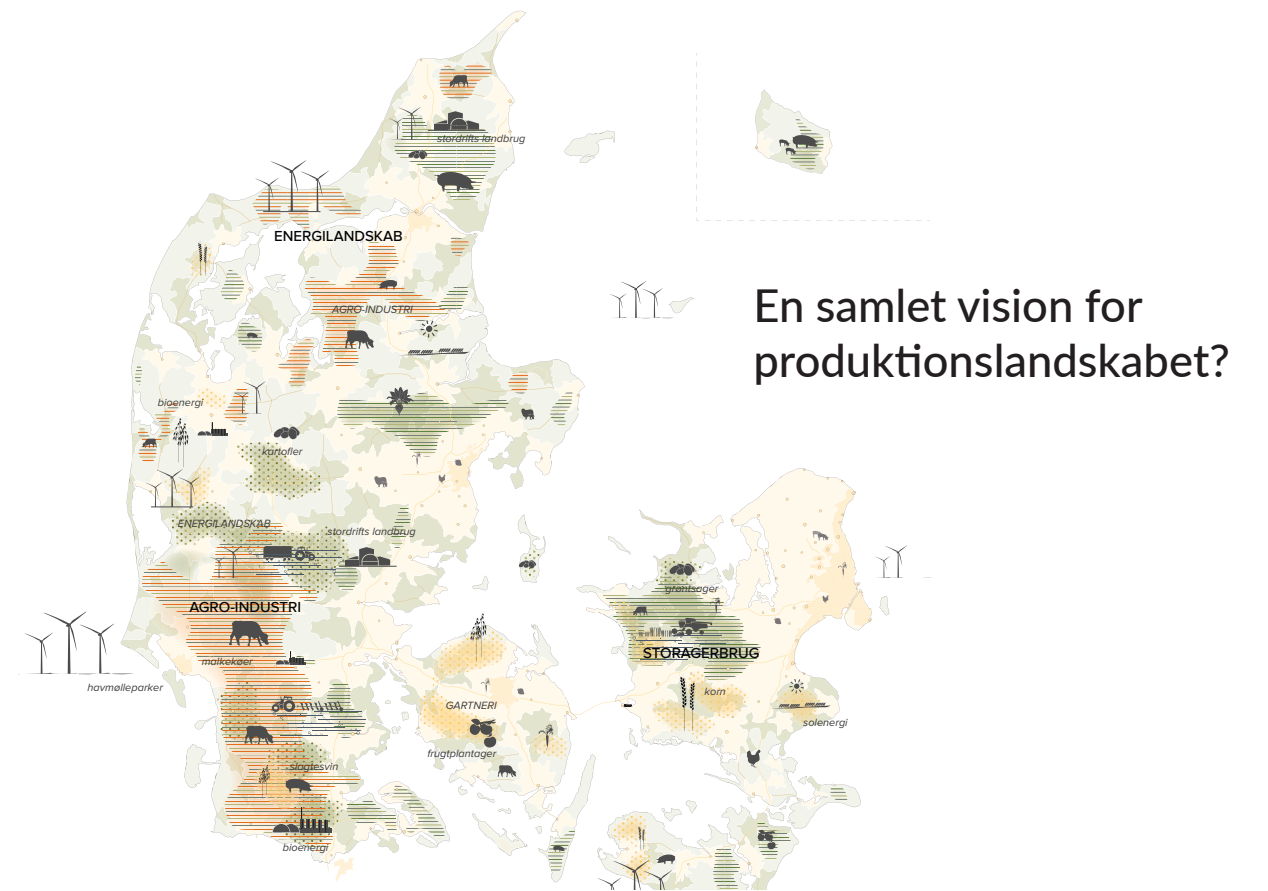 stordrifts landbrug
ENERGILANDSKAB
En samlet vision for
produktionslandskabet?
AGRO-INDUSTRI
bioenergi
kartofler
ENERGILANDSKAB
stordrifts landbrug
grøntsager
AGRO-INDUSTRI
STORAGERBRUG
malkekøer
havmølleparker
korn
GARTNERI
solenergi
frugtplantager
slagtesvin
bioenergi